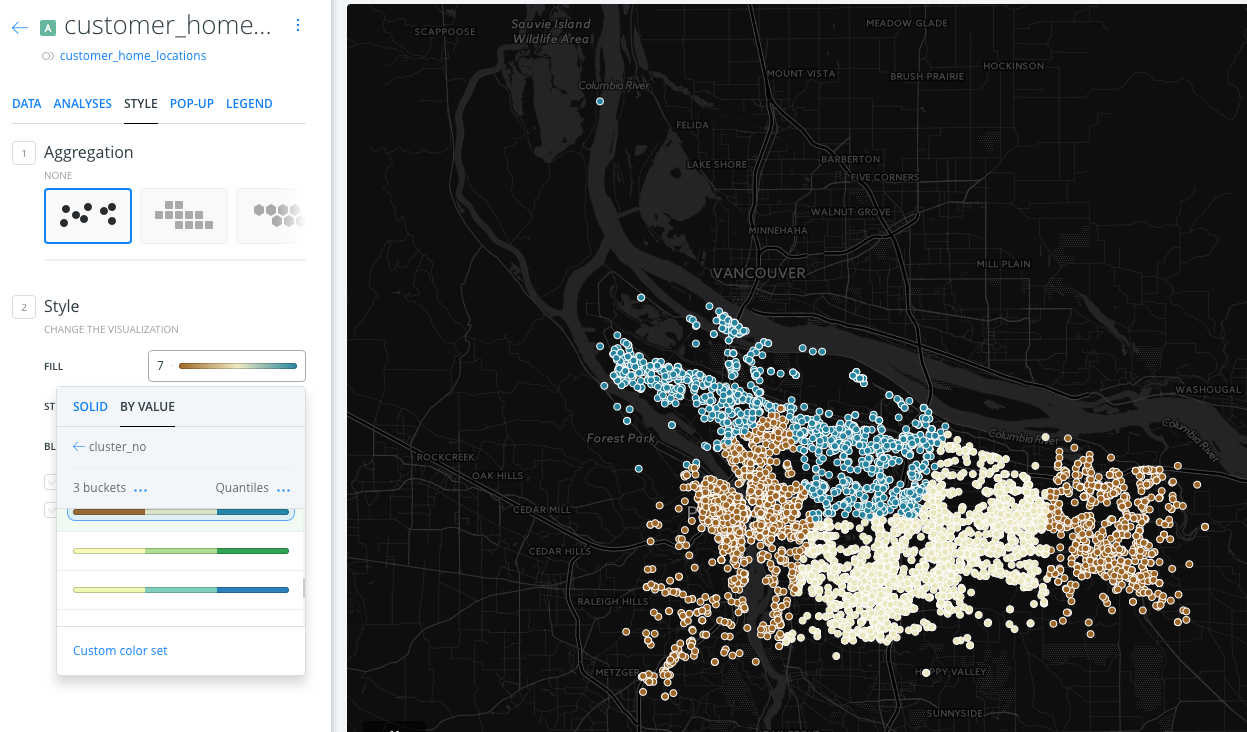 A customer_home...
customer_home_locations
DATA ANALYSES STYLE POP-UP LEGEND
1 Aggregation
NONE
2 Style
CHANGE THE VISUALIZATION
FILL 7
ST
SOLID BY VALUE
BL
cluster_no
3 buckets ... Quantiles ...
Custom color set
SCAPPOOSE
Sauvie Island
Wildlife Area
MEADOW GLADE
HOCKINSON
MOUNT VISTA
BRUSH PRAIRIE
Columbia River
FELIDA
LAKE SHORE
BARBERTON
FIVE CORNERS
WALNUT GROVE
MINNEHAHA
VANCOUVER
MILL PLAIN
WASHOUGAL
Forest Park
Columbia River
Columbia River
ROCKCREEK
OAK HILLS
CEDAR MILL
P
CEDAR HILLS
RALEIGH HILLS
METZGER
HAPPY VALLEY
SUNNYSIDE